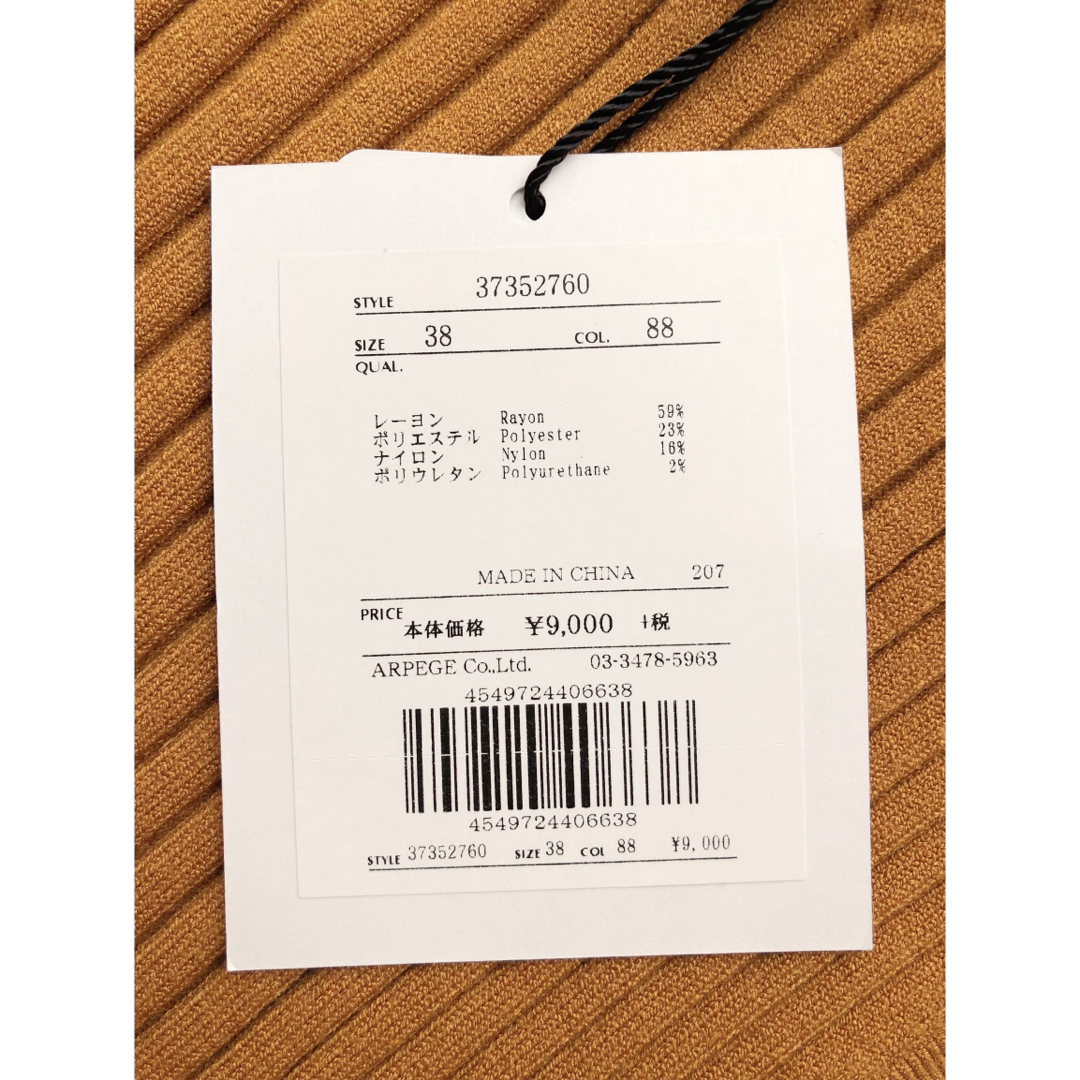 STYLE 37352760
SIZE 38 COL. 88
QUAL.
レーヨン Rayon 59%
ポリエステル Polyester 23%
ナイロン Nylon 16%
ポリウレタン Polyurethane 2%
MADE IN CHINA 207
PRICE 本体価格 ¥9,000 +税
ARPEGE Co.,Ltd. 03-3478-5963
4549724406638
4549724406638
STYLE 37352760 SIZE 38 COL 88 ¥9,000